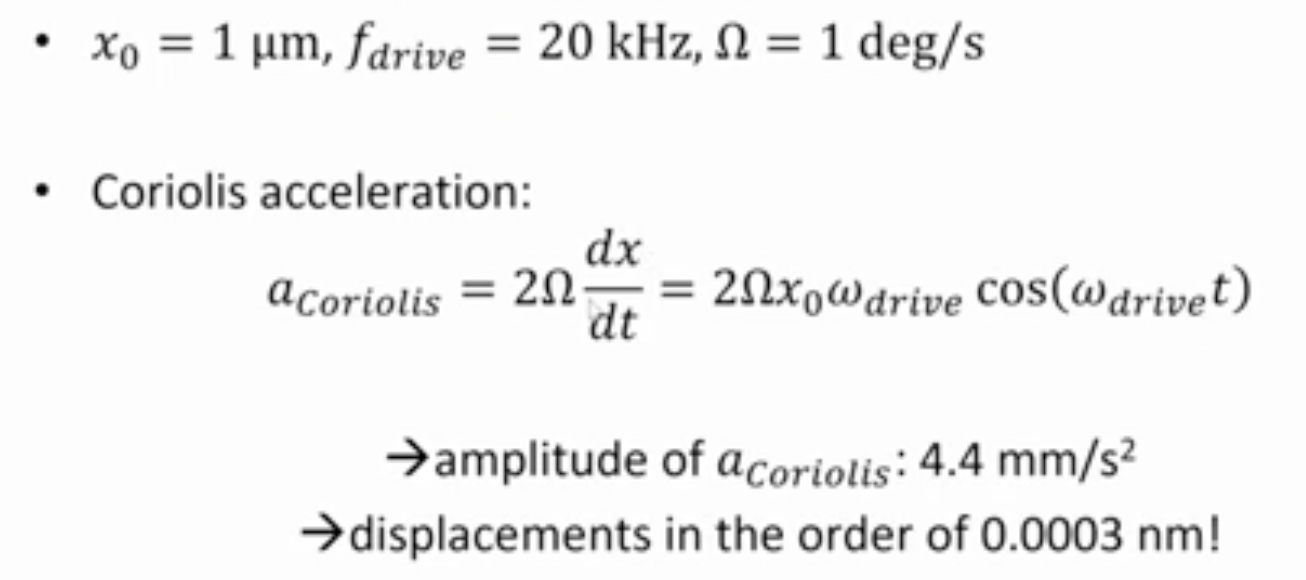 • x₀ = 1 μm, f_drive = 20 kHz, Ω = 1 deg/s
• Coriolis acceleration:
a_Coriolis = 2Ω dx/dt = 2Ωx₀ω_drive cos(ω_drive t)
→amplitude of a_Coriolis: 4.4 mm/s²
→displacements in the order of 0.0003 nm!